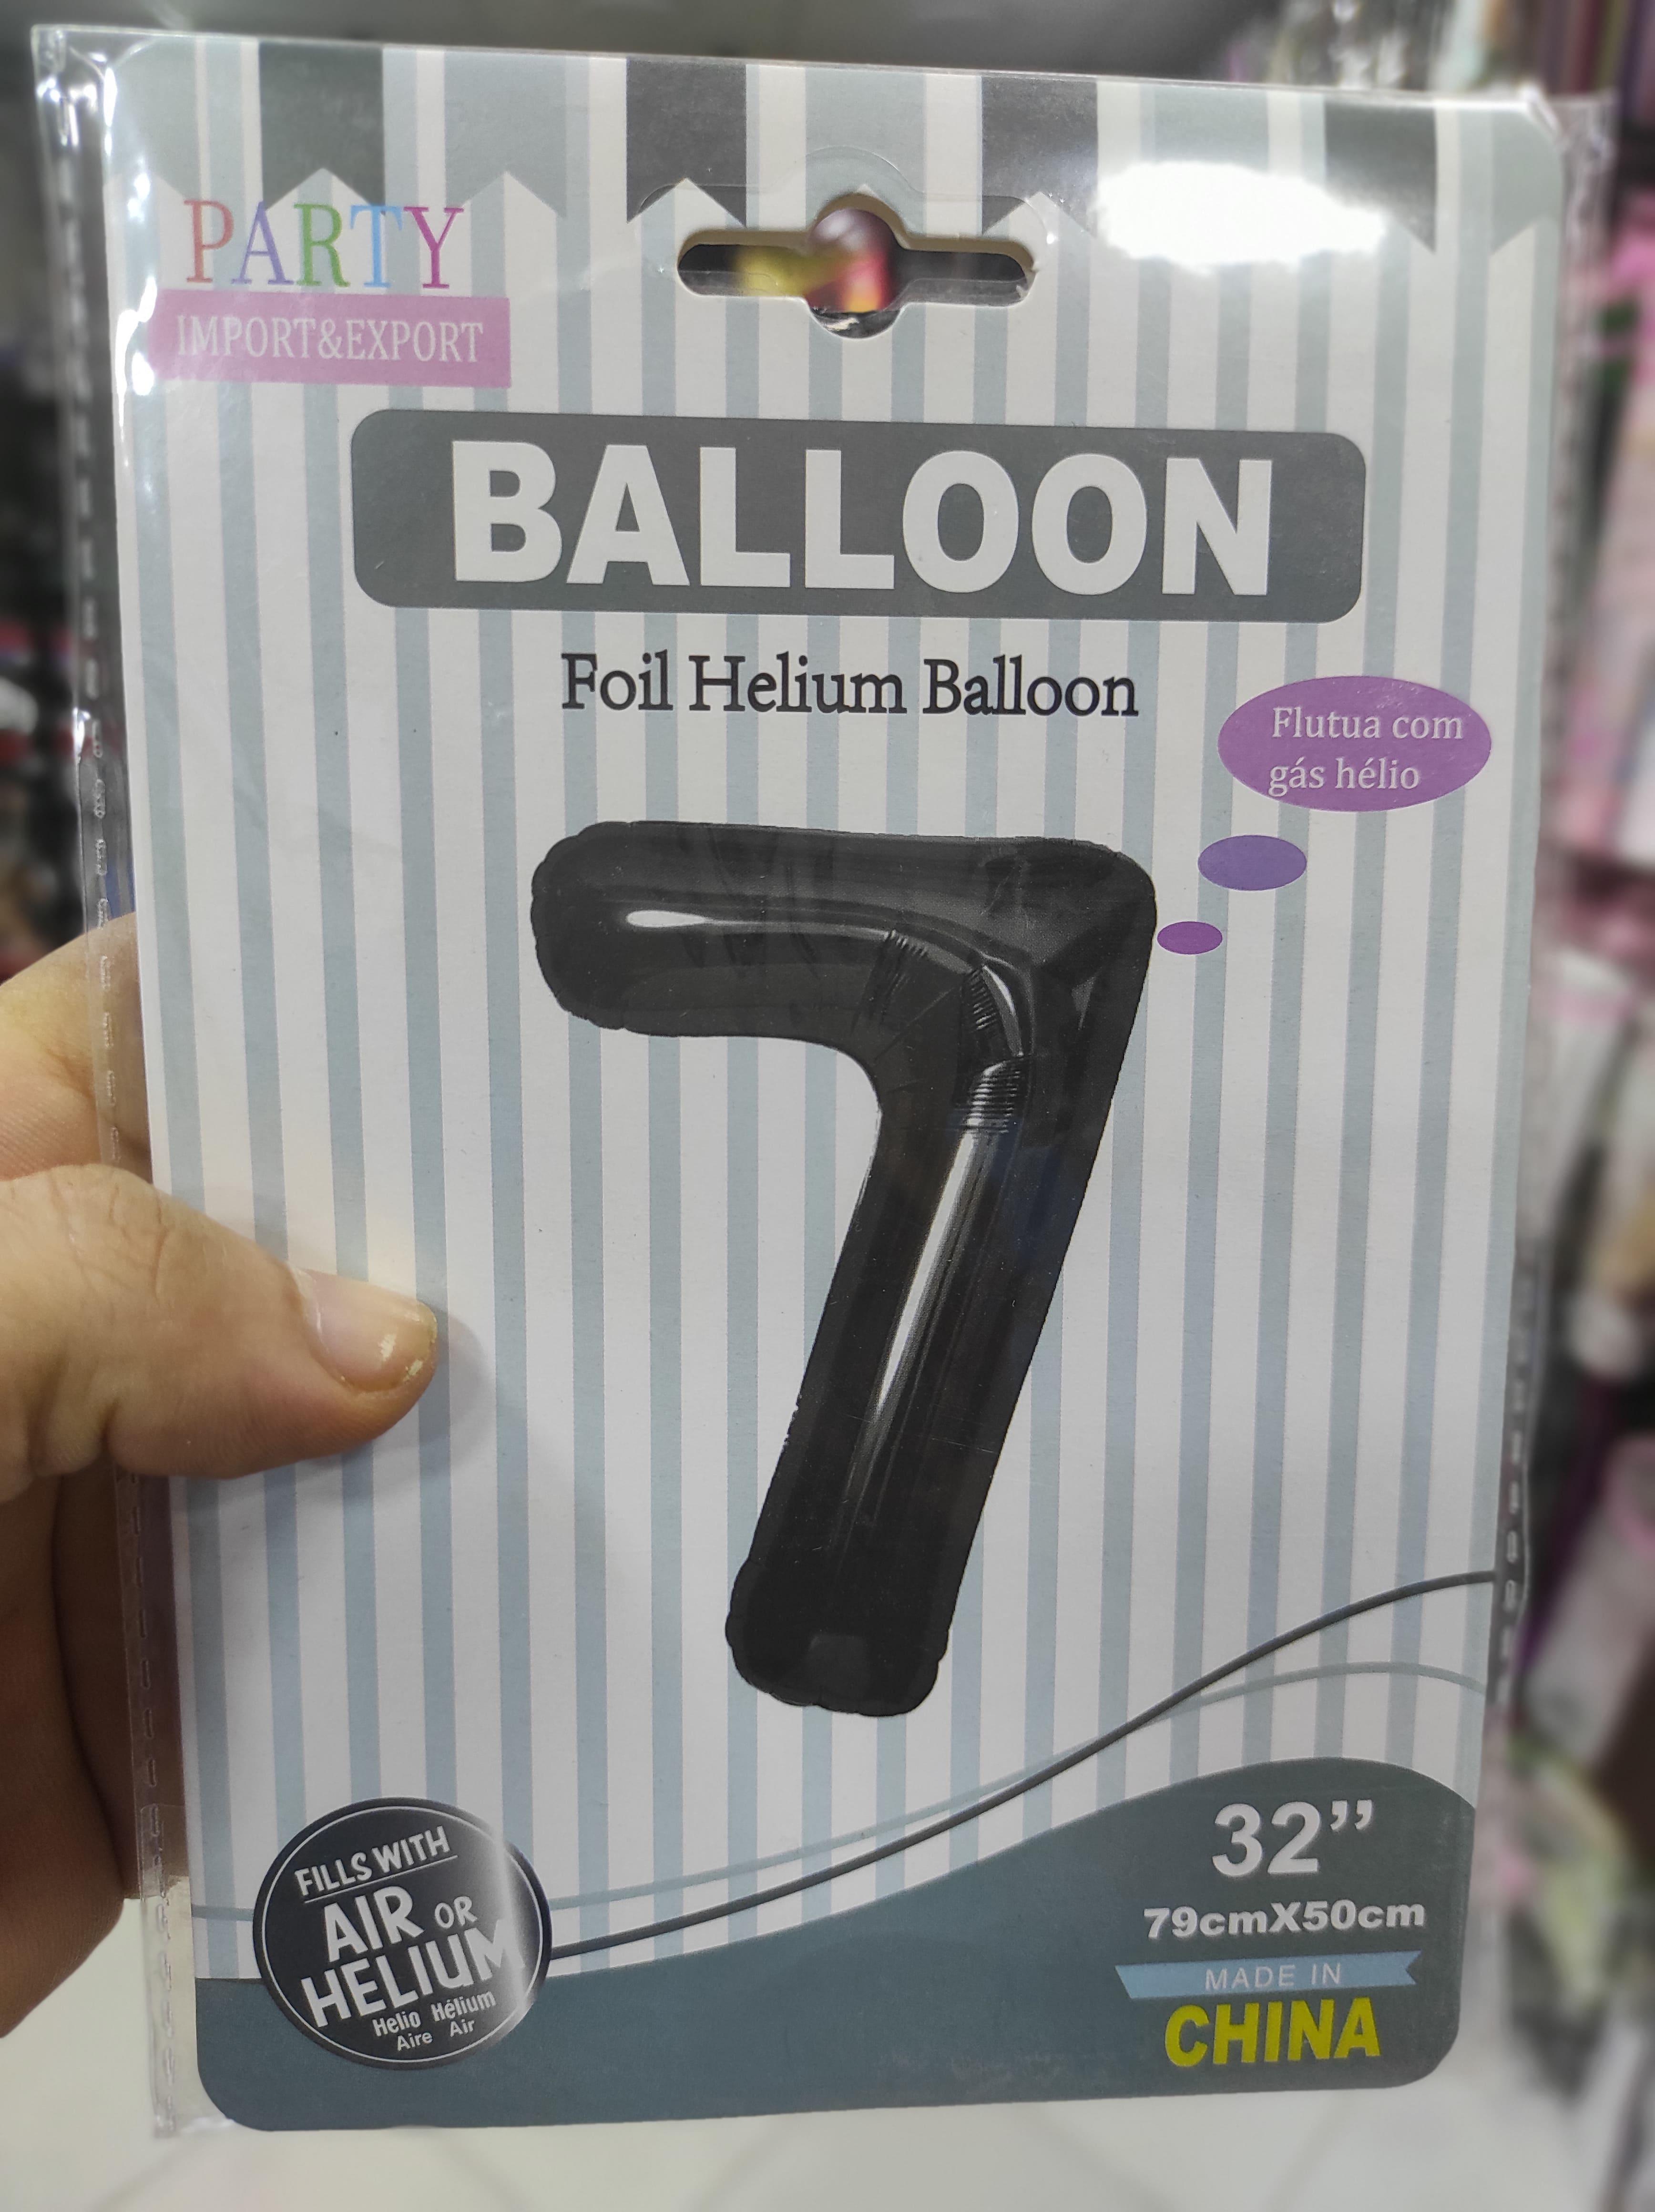 PARTY
IMPORT&EXPORT
BALLOON
Foil Helium Balloon
Flutua com
gás hélio
7
FILLS WITH
AIR OR
HELIUM
Helio Hélium
Aire Air
32”
79cmX50cm
MADE IN
CHINA